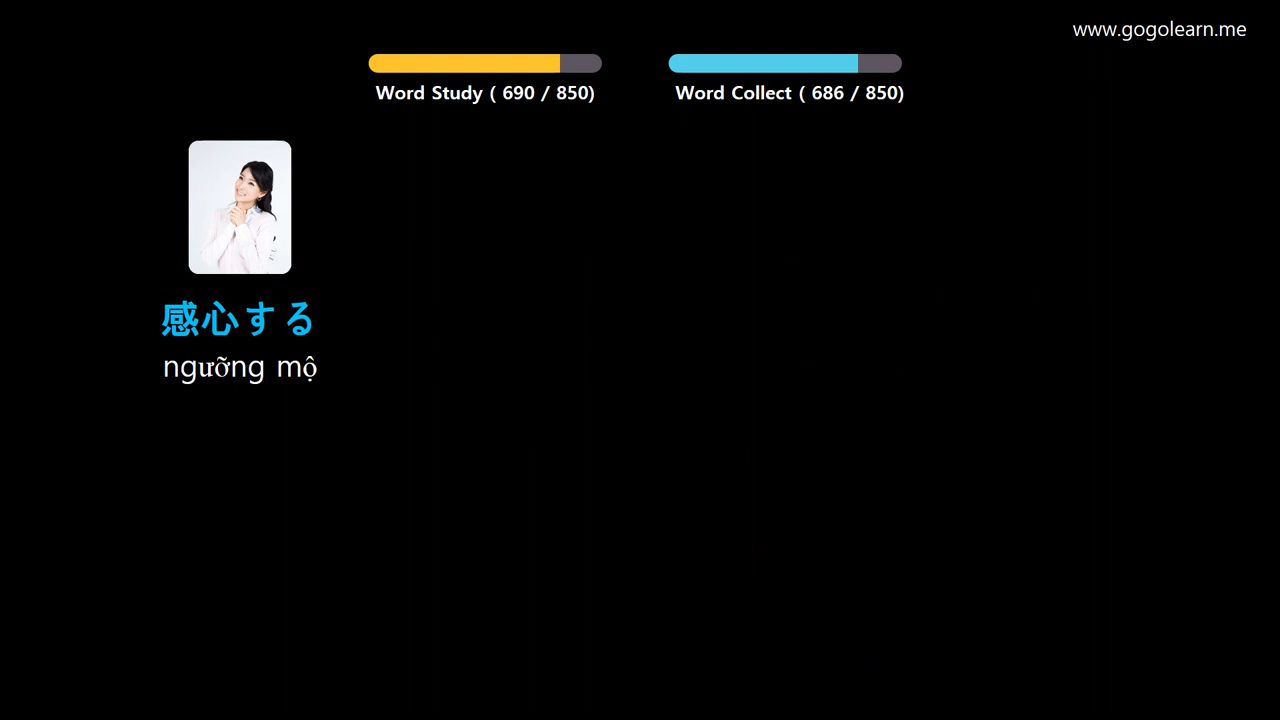 www.gogolearn.me
Word Study ( 690 / 850)
Word Collect ( 686 / 850)
感心する
ngưỡng mộ